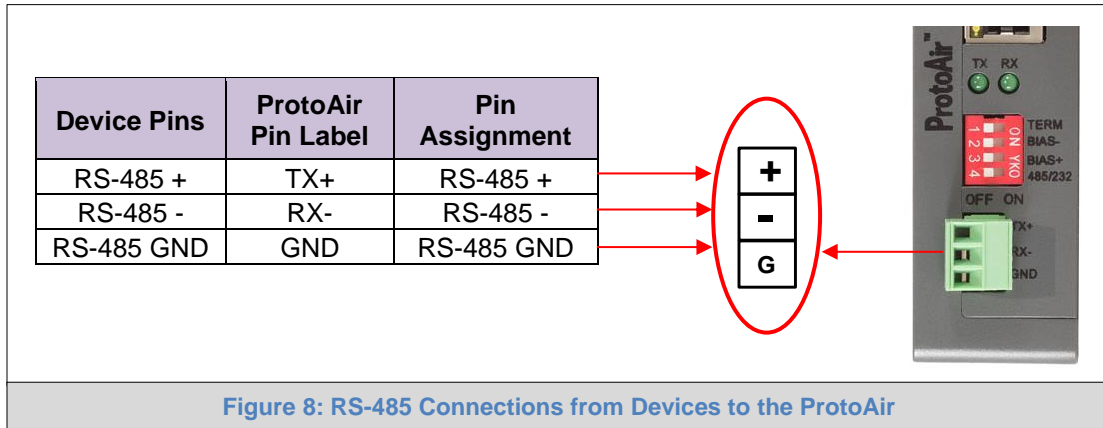 Device Pins ProtoAir Pin Label Pin Assignment
RS-485 + TX+ RS-485 +
RS-485 - RX- RS-485 -
RS-485 GND GND RS-485 GND
+
-
G
ProtoAir™
TX RX
1 2 3 4
ON YKO
TERM
BIAS-
BIAS+
485/232
OFF ON
TX+
RX-
GND
Figure 8: RS-485 Connections from Devices to the ProtoAir